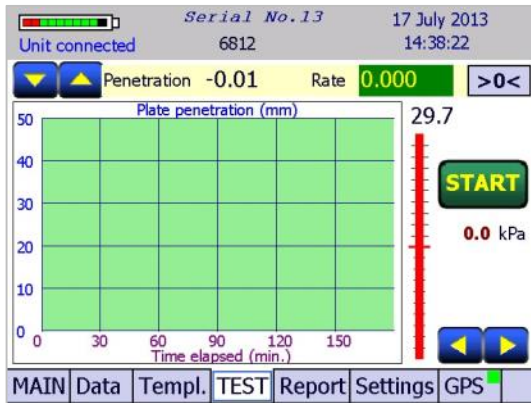 Serial No.13
17 July 2013
Unit connected
6812
14:38:22
Penetration -0.01 Rate 0.000 >0<
Plate penetration (mm)
29.7
50
40
30
20
10
0
START
0.0 kPa
0 30 60 90 120 150
Time elapsed (min.)
MAIN Data Templ. TEST Report Settings GPS